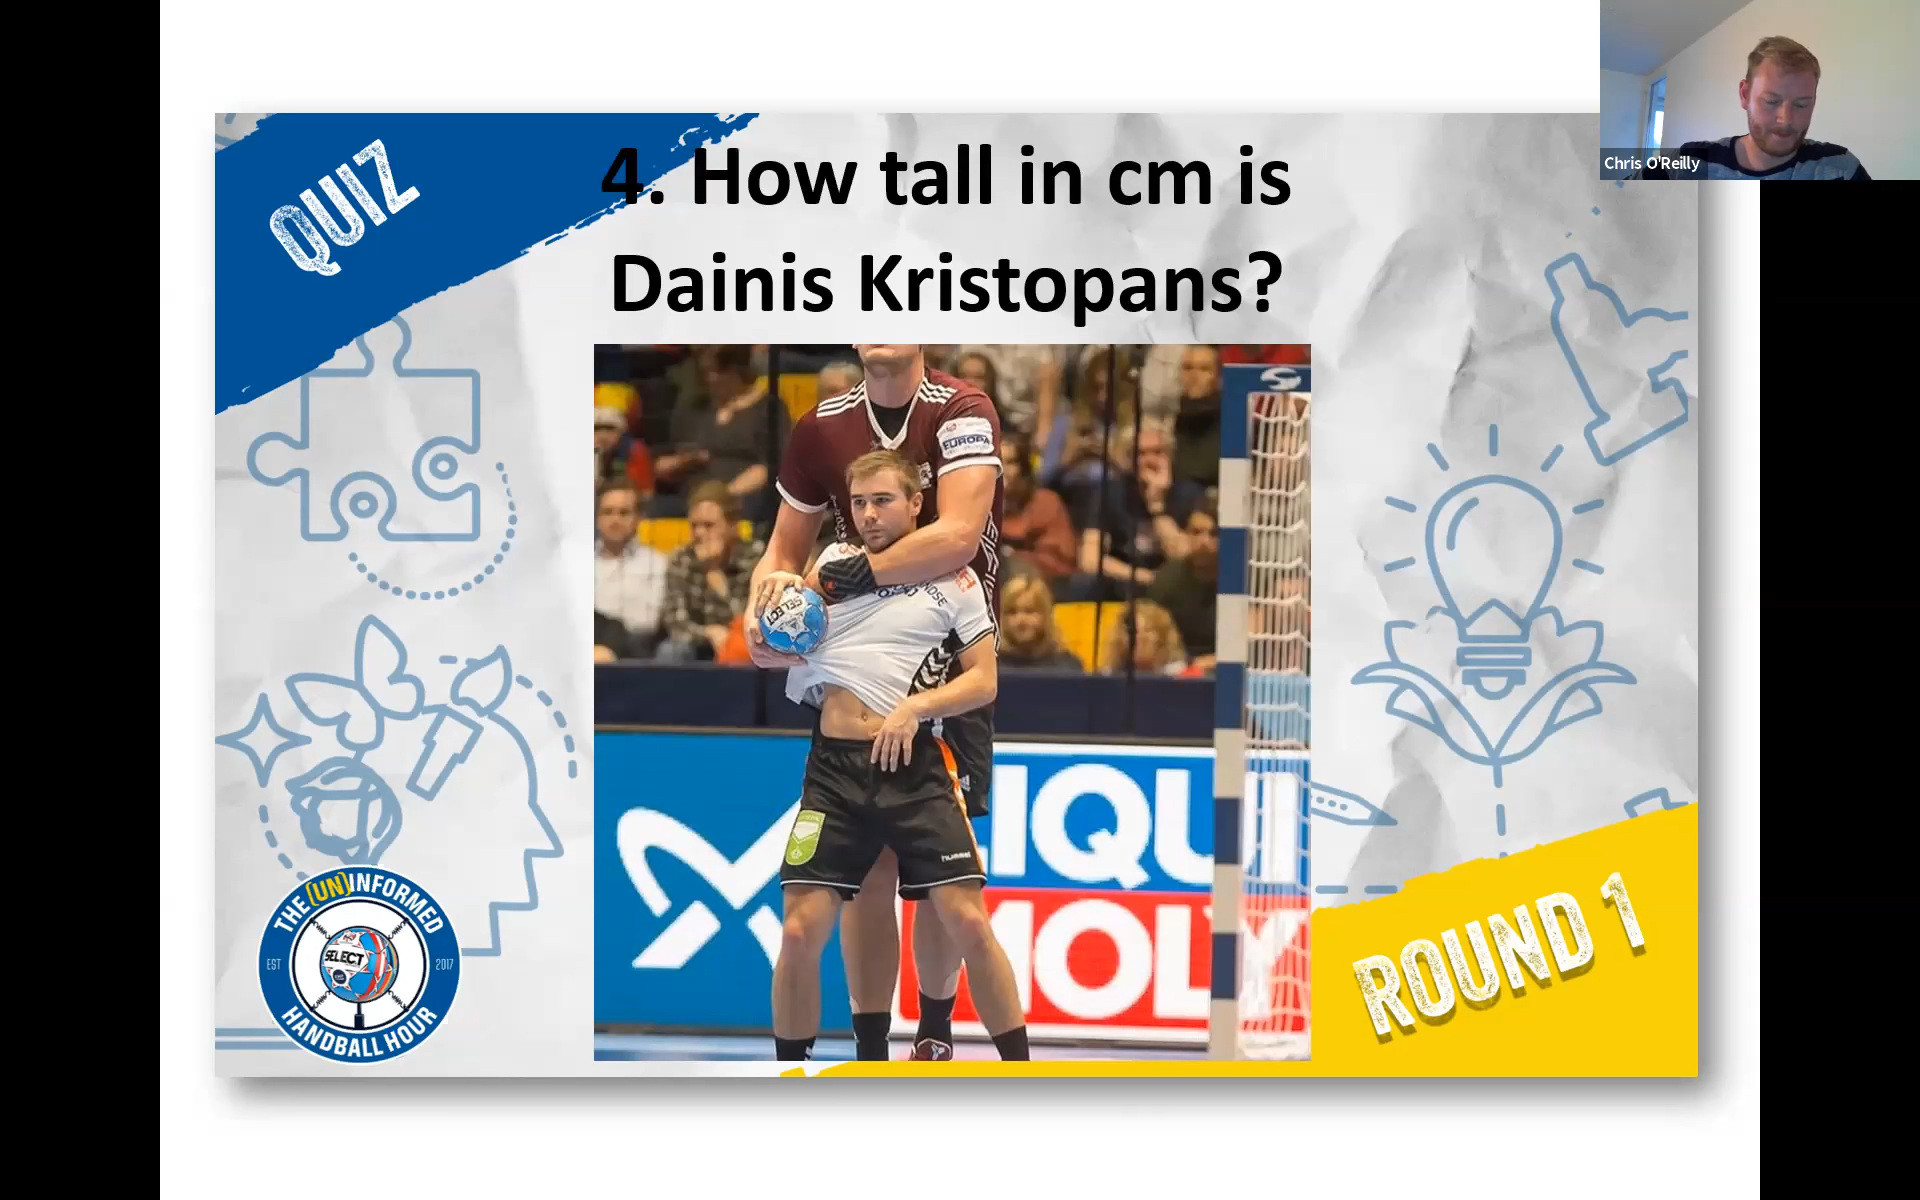 QUIZ
4. How tall in cm is
Dainis Kristopans?
Chris O'Reilly
EUROPA
SELECT
hummel
LIQUI
MOLY
THE (UN)INFORMED
EST
SELECT
2017
HANDBALL HOUR
ROUND 1